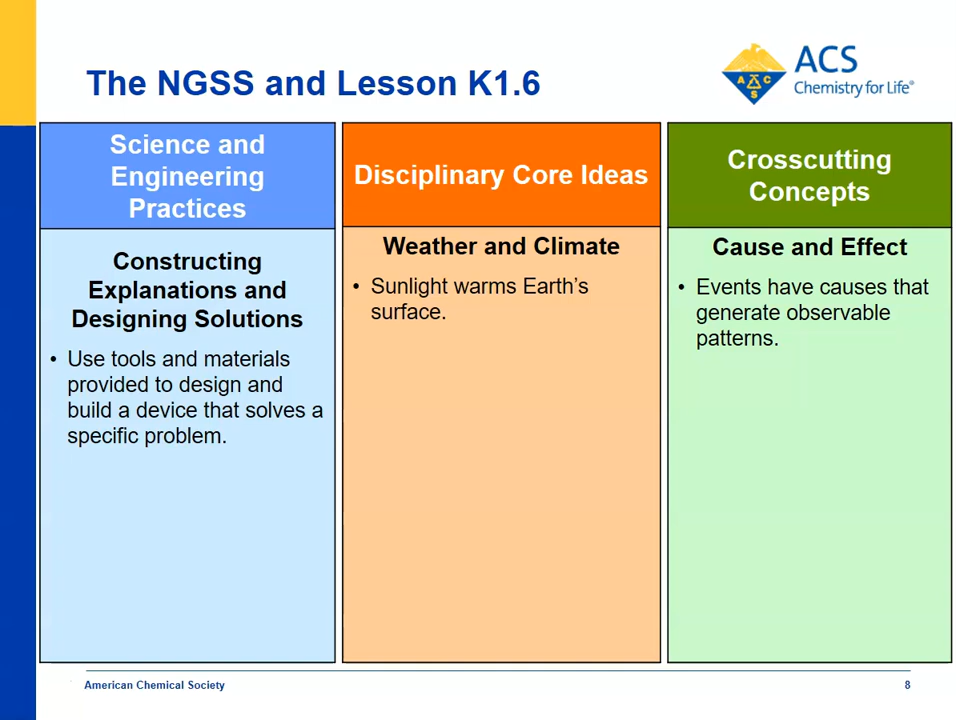 The NGSS and Lesson K1.6
A C S
ACS
Chemistry for Life®
Science and
Engineering
Practices
Constructing
Explanations and
Designing Solutions
• Use tools and materials
provided to design and
build a device that solves a
specific problem.
Disciplinary Core Ideas
Weather and Climate
• Sunlight warms Earth’s
surface.
Crosscutting
Concepts
Cause and Effect
• Events have causes that
generate observable
patterns.
American Chemical Society
8